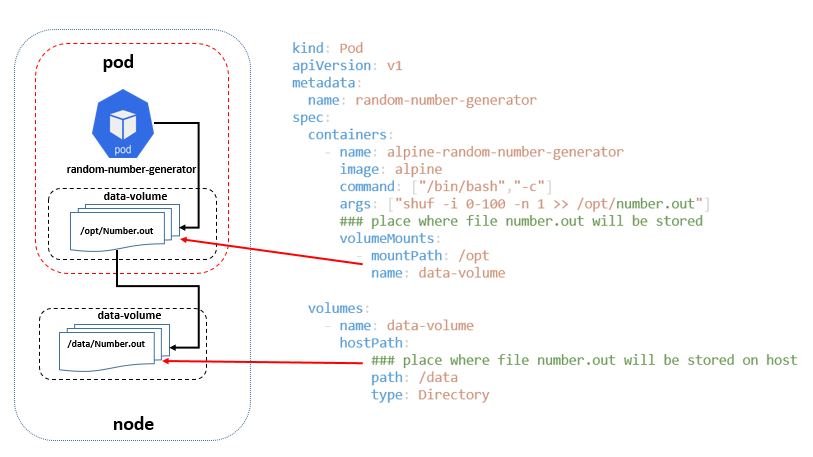 pod
pod
random-number-generator
data-volume
/opt/Number.out
data-volume
/data/Number.out
node
kind: Pod
apiVersion: v1
metadata:
  name: random-number-generator
spec:
  containers:
    - name: alpine-random-number-generator
      image: alpine
      command: ["/bin/bash","-c"]
      args: ["shuf -i 0-100 -n 1 >> /opt/number.out"]
      ### place where file number.out will be stored
      volumeMounts:
        - mountPath: /opt
          name: data-volume
  volumes:
    - name: data-volume
      hostPath:
          ### place where file number.out will be stored on host
          path: /data
          type: Directory